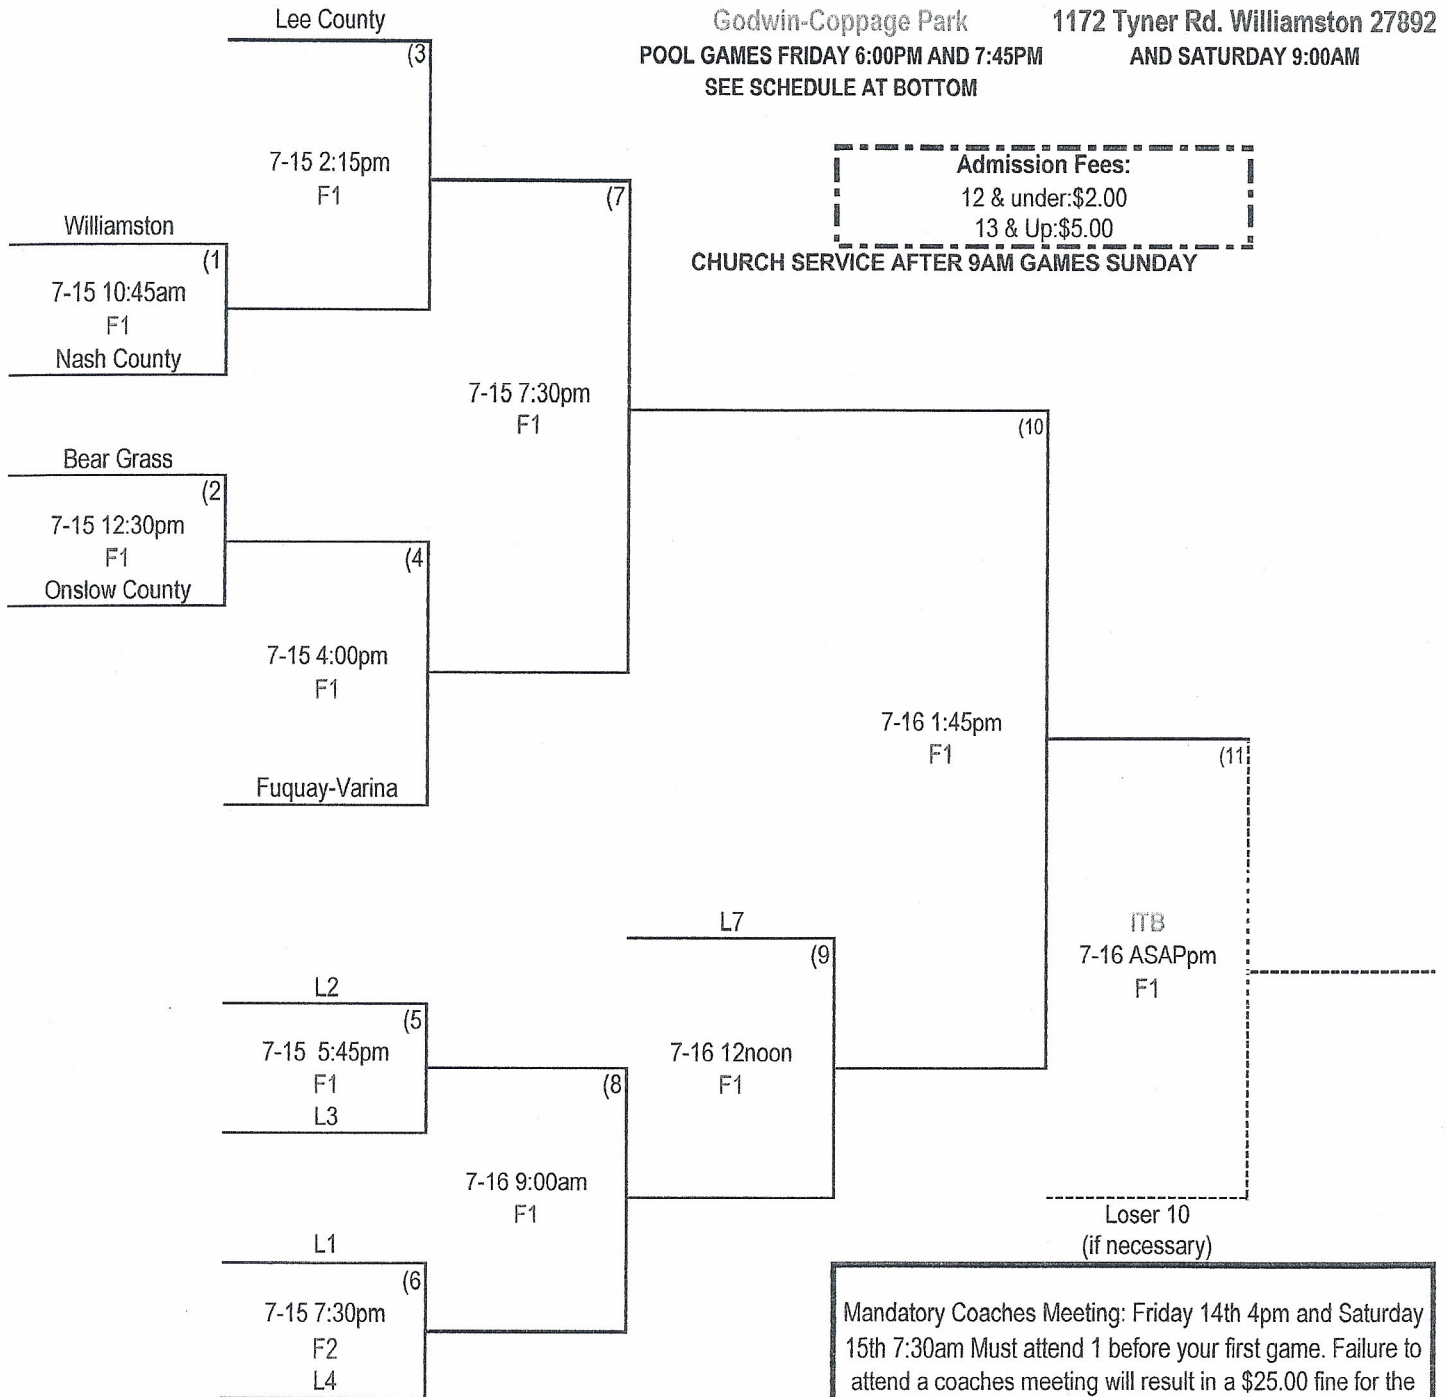 Lee County
Godwin-Coppage Park 1172 Tyner Rd. Williamston 27892
POOL GAMES FRIDAY 6:00PM AND 7:45PM AND SATURDAY 9:00AM
SEE SCHEDULE AT BOTTOM
(3
7-15 2:15pm
F1
Admission Fees:
12 & under:$2.00
13 & Up:$5.00
CHURCH SERVICE AFTER 9AM GAMES SUNDAY
(7
Williamston
(1
7-15 10:45am
F1
Nash County
7-15 7:30pm
F1
(10
Bear Grass
(2
7-15 12:30pm
F1
Onslow County
(4
7-15 4:00pm
F1
Fuquay-Varina
7-16 1:45pm
F1
(11
ITB
7-16 ASAPpm
F1
L7
(9
7-16 12noon
F1
L2
(5
7-15 5:45pm
F1
L3
(8
7-16 9:00am
F1
L1
(6
7-15 7:30pm
F2
L4
Loser 10
(if necessary)
Mandatory Coaches Meeting: Friday 14th 4pm and Saturday
15th 7:30am Must attend 1 before your first game. Failure to
attend a coaches meeting will result in a $25.00 fine for the